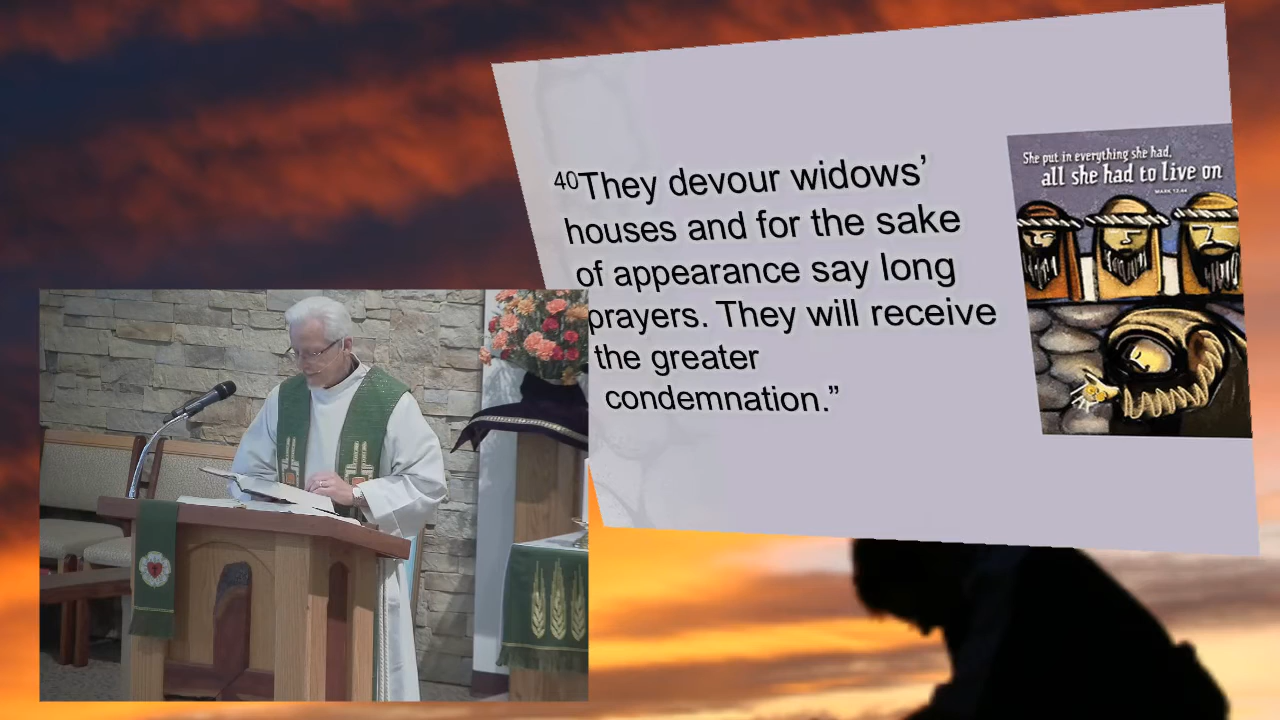 ⁴⁰They devour widows’
houses and for the sake
of appearance say long
prayers. They will receive
the greater
condemnation.”
She put in everything she had,
all she had to live on
MARK 12:44